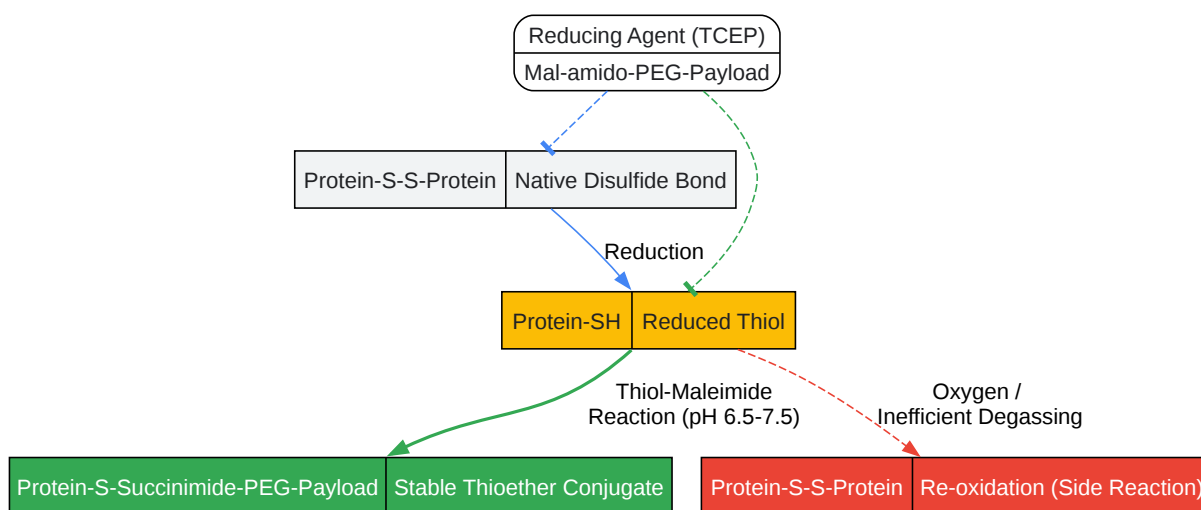 Reducing Agent (TCEP)
Mal-amido-PEG-Payload
Protein-S-S-Protein
Native Disulfide Bond
Reduction
Protein-SH
Reduced Thiol
Thiol-Maleimide
Reaction (pH 6.5-7.5)
Oxygen /
Inefficient Degassing
Protein-S-Succinimide-PEG-Payload
Stable Thioether Conjugate
Protein-S-S-Protein
Re-oxidation (Side Reaction)